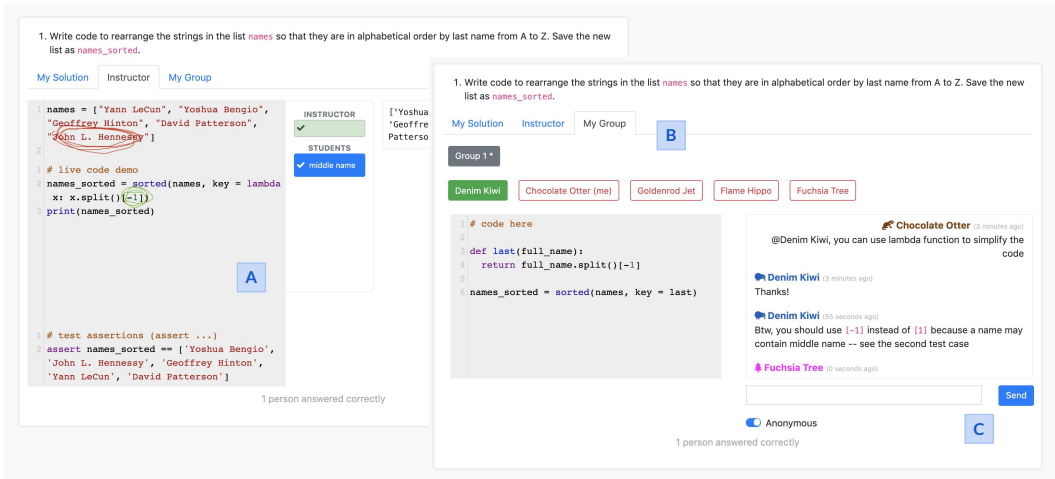 1. Write code to rearrange the strings in the list names so that they are in alphabetical order by last name from A to Z. Save the new
list as names_sorted.
My Solution Instructor My Group
1 names = ["Yann LeCun", "Yoshua Bengio",
"Geoffrey Hinton", "David Patterson",
"John L. Hennessy"]
2
1 # live code demo
2 names_sorted = sorted(names, key = lambda
x: x.split()[-1])
3 print(names_sorted)
A
1 # test assertions (assert ...)
2 assert names_sorted == ['Yoshua Bengio',
'John L. Hennessy', 'Geoffrey Hinton',
'Yann LeCun', 'David Patterson']
INSTRUCTOR
STUDENTS
middle name
['Yoshua
'Geoffre
Patterso
1 person answered correctly
1. Write code to rearrange the strings in the list names so that they are in alphabetical order by last name from A to Z. Save the new
list as names_sorted.
My Solution Instructor My Group
B
Group 1 *
Denim Kiwi Chocolate Otter (me) Goldenrod Jet Flame Hippo Fuchsia Tree
1 # code here
2
3 def last(full_name):
4 return full_name.split()[-1]
5
6 names_sorted = sorted(names, key = last)
Chocolate Otter (3 minutes ago)
@Denim Kiwi, you can use lambda function to simplify the
code
Denim Kiwi (3 minutes ago)
Thanks!
Denim Kiwi (55 seconds ago)
Btw, you should use [-1] instead of [1] because a name may
contain middle name -- see the second test case
Fuchsia Tree (0 seconds ago)
Send
Anonymous
C
1 person answered correctly